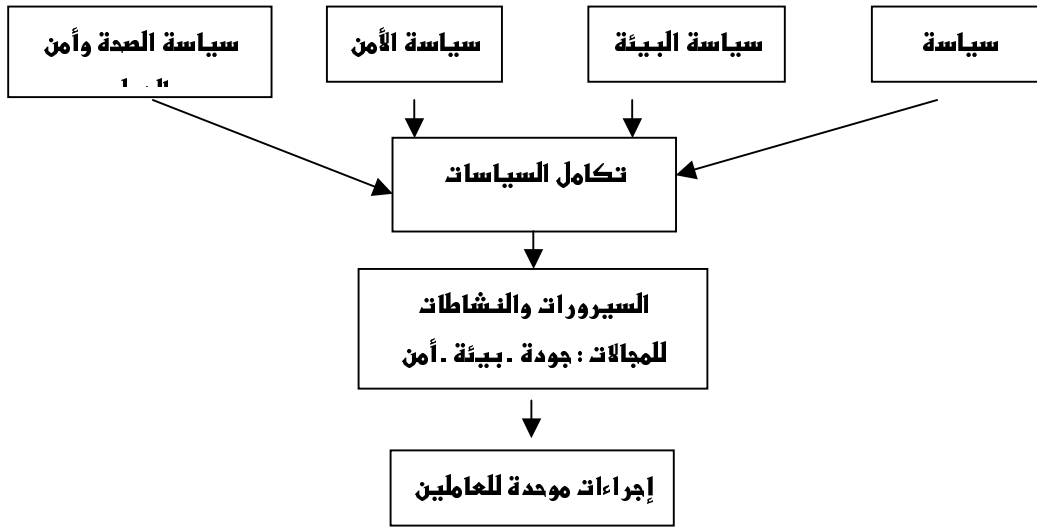 سياسة
سياسة البيئة
سياسة الأمن
سياسة الصحة وأمن
تكامل السياسات
السيرورات والنشاطات
للمجالات : جودة . بيئة . أمن
إجراءات موحدة للعاملين